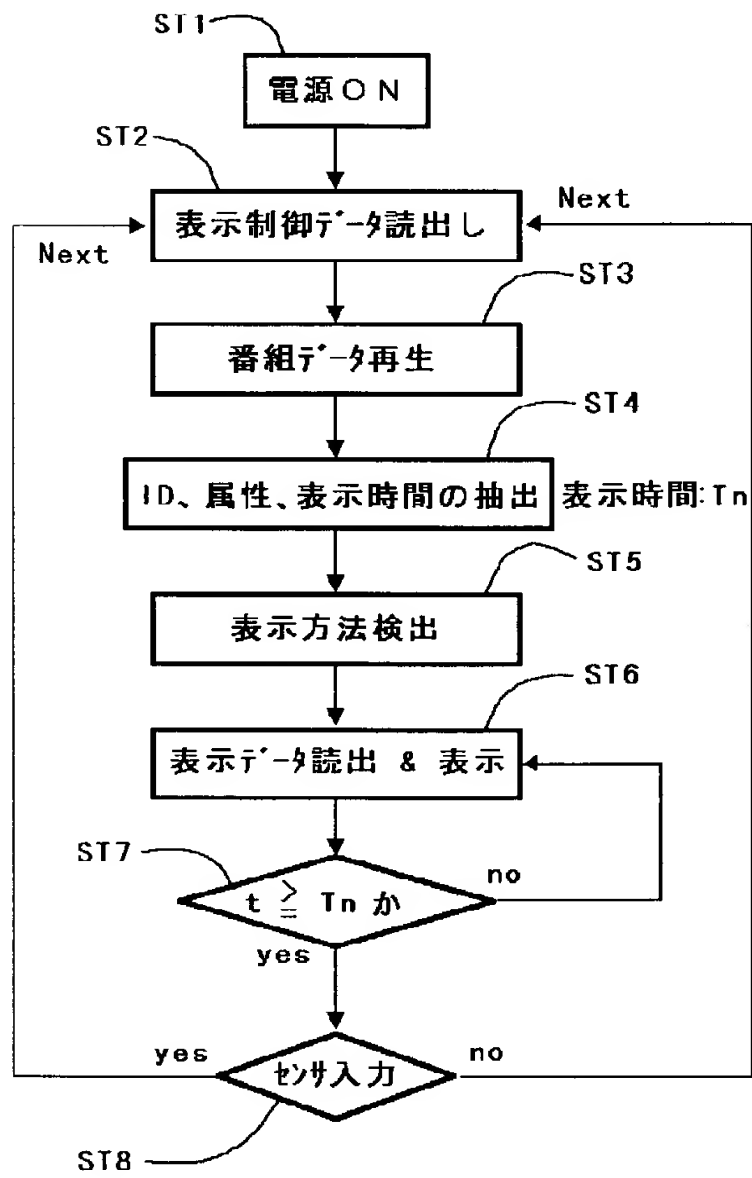 ST1
電源ON
ST2
表示制御ﾃﾞｰﾀ読出し
Next
Next
ST3
番組ﾃﾞｰﾀ再生
ST4
ID、属性、表示時間の抽出
表示時間:Tn
ST5
表示方法検出
ST6
表示ﾃﾞｰﾀ読出 & 表示
ST7
t ≧ Tn か
no
yes
yes
ｾﾝｻ入力
no
ST8